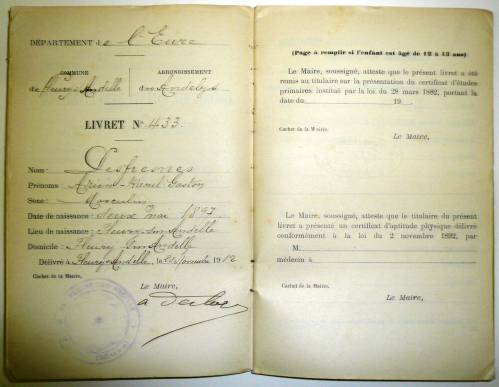 DÉPARTEMENT de l'Eure
COMMUNE
de Fleury s/ Andelle
ARRONDISSEMENT
des Andelys
LIVRET N° 433
Nom: Desfresnes
Prénoms: Gaston
Sexe: Masculin
Date de naissance: deux mai 1897
Lieu de naissance: Fleury s/ Andelle
Domicile: Fleury s/ Andelle
Délivré à Fleury s/ Andelle, le Novembre 1912
Cachet de la Mairie.
Le Maire,
(Page à remplir si l'enfant est âgé de 12 à 13 ans)
Le Maire, soussigné, atteste que le présent livret a été
remis au titulaire sur la présentation du certificat d'études
primaires institué par la loi du 28 mars 1882, portant la
date du 19
Cachet de la Mairie.
Le Maire,
Le Maire, soussigné, atteste que le titulaire du présent
livret a présenté un certificat d'aptitude physique délivré
conformément à la loi du 2 novembre 1892, par
M.
médecin à
Cachet de la Mairie.
Le Maire,